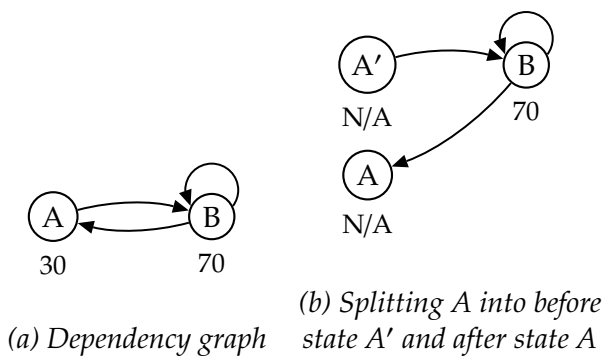 A
B
30
70
(a) Dependency graph
A′
B
N/A
70
A
N/A
(b) Splitting A into before
state A′ and after state A